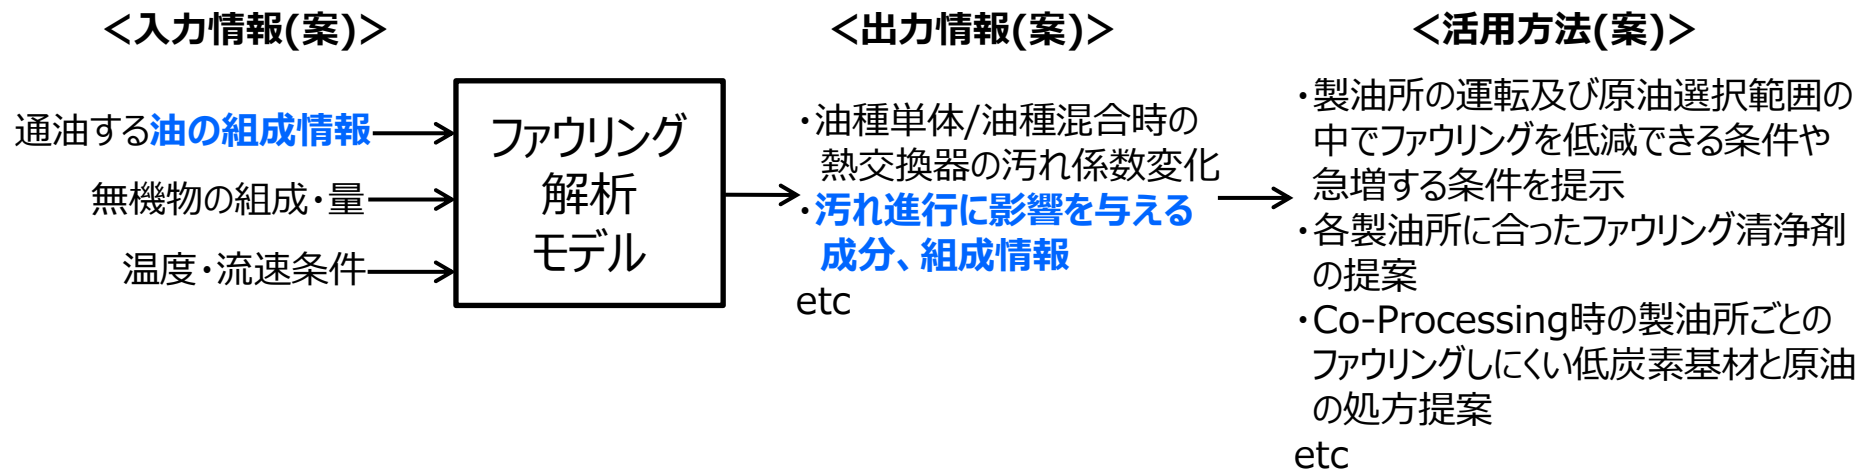 ＜入力情報(案)＞
通油する油の組成情報
無機物の組成・量
温度・流速条件
ファウリング
解析
モデル
＜出力情報(案)＞
・油種単体/油種混合時の
熱交換器の汚れ係数変化
・汚れ進行に影響を与える
成分、組成情報
etc
＜活用方法(案)＞
・製油所の運転及び原油選択範囲の
中でファウリングを低減できる条件や
急増する条件を提示
・各製油所に合ったファウリング清浄剤
の提案
・Co-Processing時の製油所ごとの
ファウリングしにくい低炭素基材と原油
の処方提案
etc